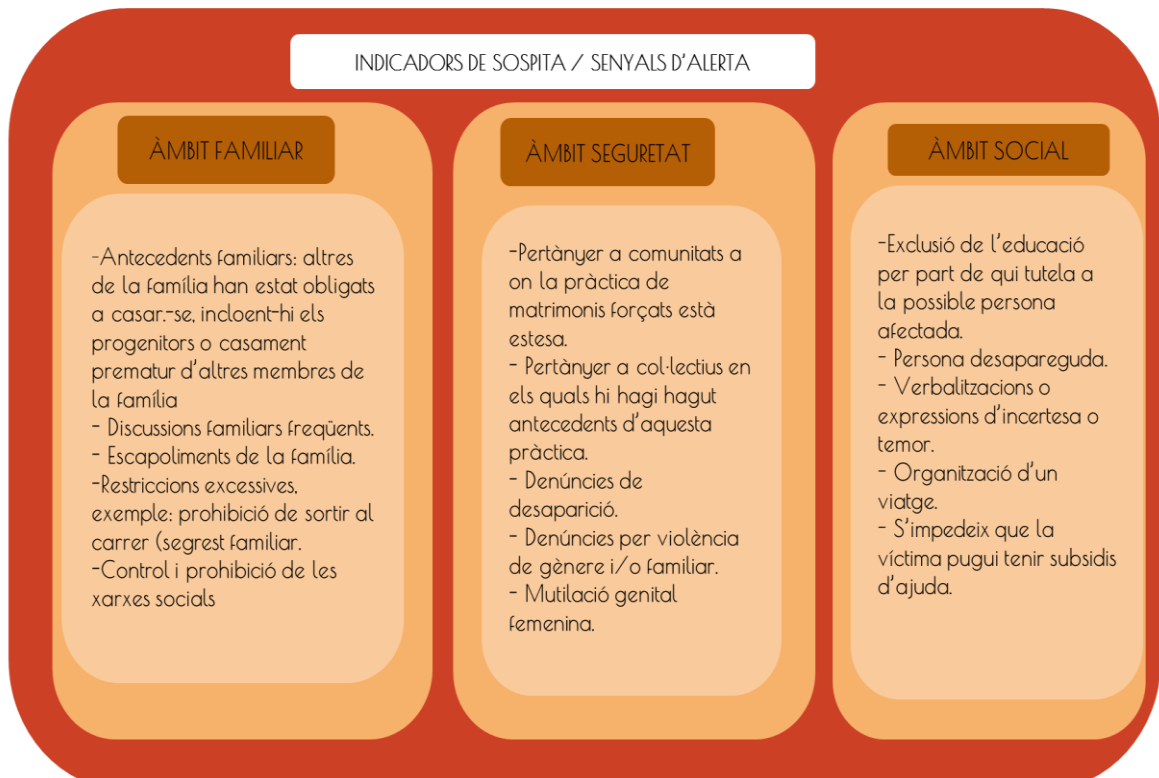 INDICADORS DE SOSPITA / SENYALS D'ALERTA
ÀMBIT FAMILIAR
-Antecedents familiars: altres
de la família han estat obligats
a casar.-se, incloent-hi els
progenitors o casament
prematur d'altres membres de
la família
- Discussions familiars freqüents.
- Escapoliments de la família.
-Restriccions excessives,
exemple: prohibició de sortir al
carrer (segrest familiar.
-Control i prohibició de les
xarxes socials
ÀMBIT SEGURETAT
-Pertànyer a comunitats a
on la pràctica de
matrimonis forçats està
estesa.
- Pertànyer a col·lectius en
els quals hi hagi hagut
antecedents d'aquesta
pràctica.
- Denúncies de
desaparició.
- Denúncies per violència
de gènere i/o familiar.
- Mutilació genital
femenina.
ÀMBIT SOCIAL
-Exclusió de l'educació
per part de qui tutela a
la possible persona
afectada.
- Persona desapareguda.
- Verbalitzacions o
expressions d'incertesa o
temor.
- Organització d'un
viatge.
- S'impedeix que la
víctima pugui tenir subsidis
d'ajuda.